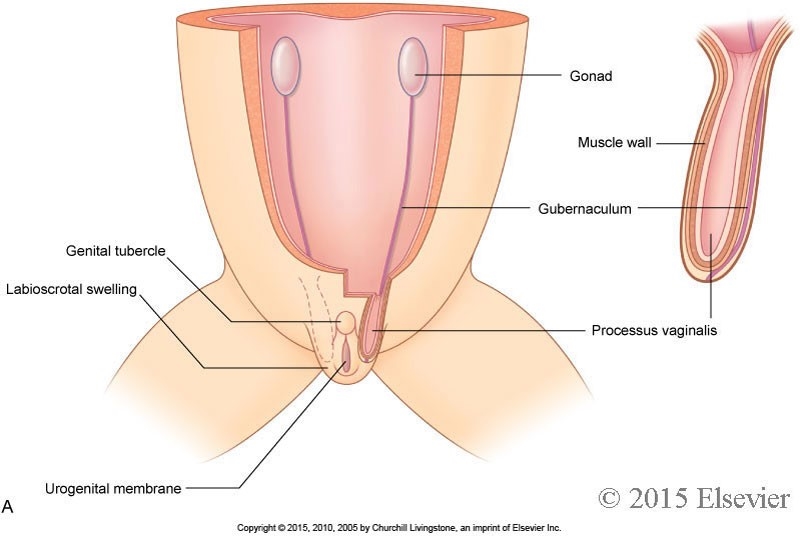 Gonad
Muscle wall
Gubernaculum
Genital tubercle
Labioscrotal swelling
Processus vaginalis
Urogenital membrane
A
© 2015 Elsevier
Copyright © 2015, 2010, 2005 by Churchill Livingstone, an imprint of Elsevier Inc.